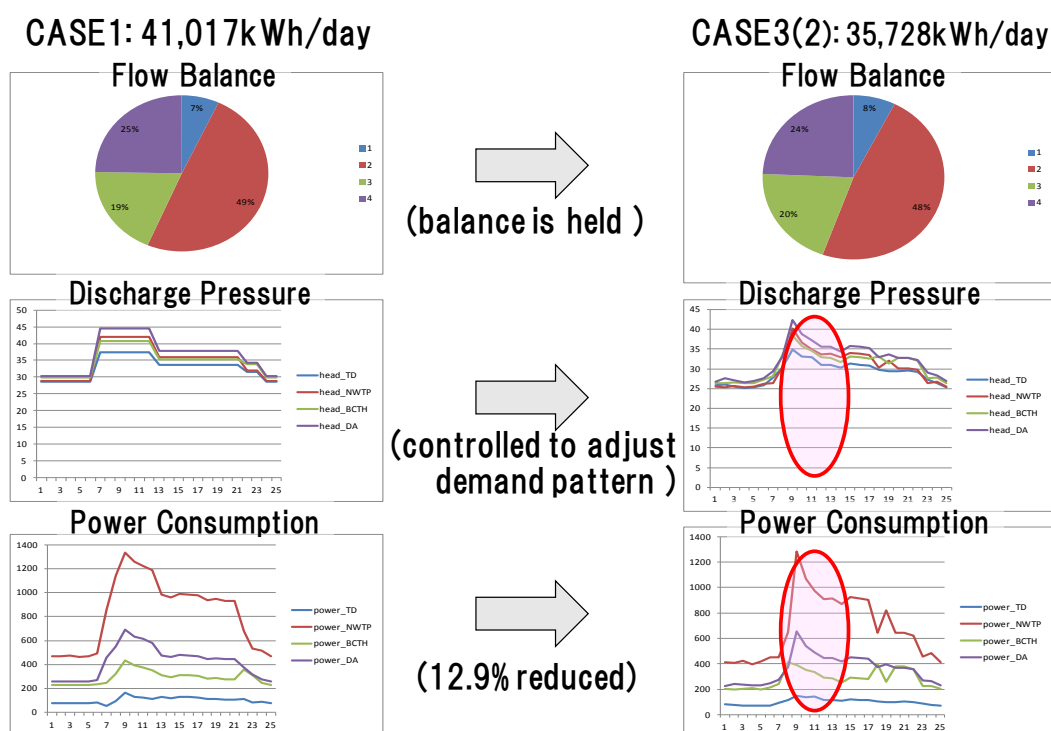 CASE1: 41,017kWh/day
CASE3(2): 35,728kWh/day
Flow Balance
7%
25%
49%
19%
1
2
3
4
(balance is held )
Flow Balance
8%
24%
48%
20%
1
2
3
4
Discharge Pressure
50
45
40
35
30
25
20
15
10
5
0
1 3 5 7 9 11 13 15 17 19 21 23 25
head_TD
head_NWTP
head_BCTH
head_DA
(controlled to adjust
demand pattern )
Discharge Pressure
45
40
35
30
25
20
15
10
5
0
1 3 5 7 9 11 13 15 17 19 21 23 25
head_TD
head_NWTP
head_BCTH
head_DA
Power Consumption
1400
1200
1000
800
600
400
200
0
1 3 5 7 9 11 13 15 17 19 21 23 25
power_TD
power_NWTP
power_BCTH
power_DA
(12.9% reduced)
Power Consumption
1400
1200
1000
800
600
400
200
0
1 3 5 7 9 11 13 15 17 19 21 23 25
power_TD
power_NWTP
power_BCTH
power_DA